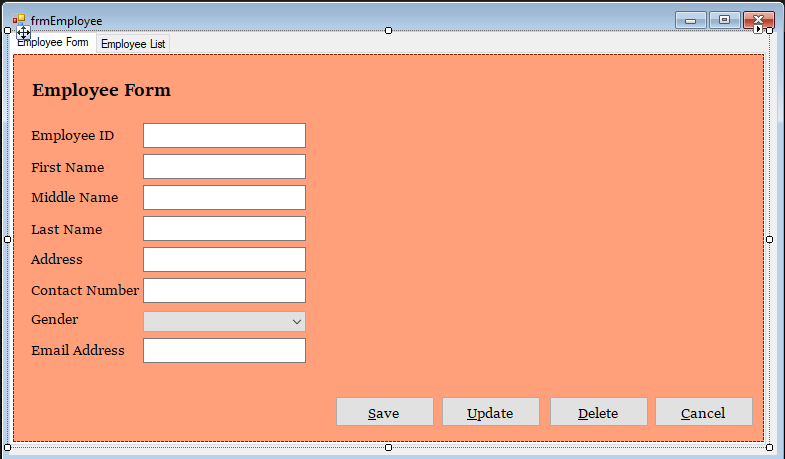 frmEmployee
Employee Form Employee List
Employee Form
Employee ID
First Name
Middle Name
Last Name
Address
Contact Number
Gender
Email Address
Save Update Delete Cancel